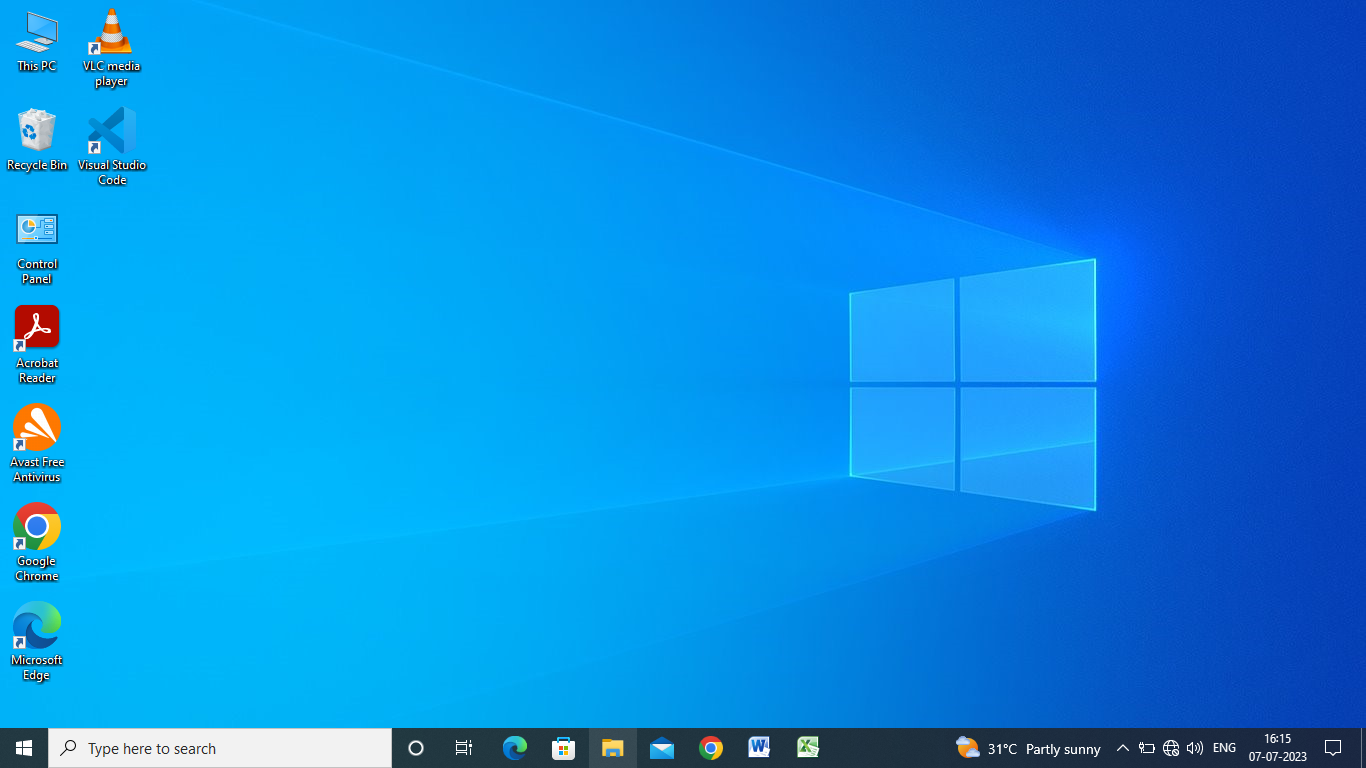 This PC
VLC media
player
Recycle Bin
Visual Studio
Code
Control
Panel
Acrobat
Reader
Avast Free
Antivirus
Google
Chrome
Microsoft
Edge
Type here to search
W
X
31°C Partly sunny
ENG
16:15
07-07-2023